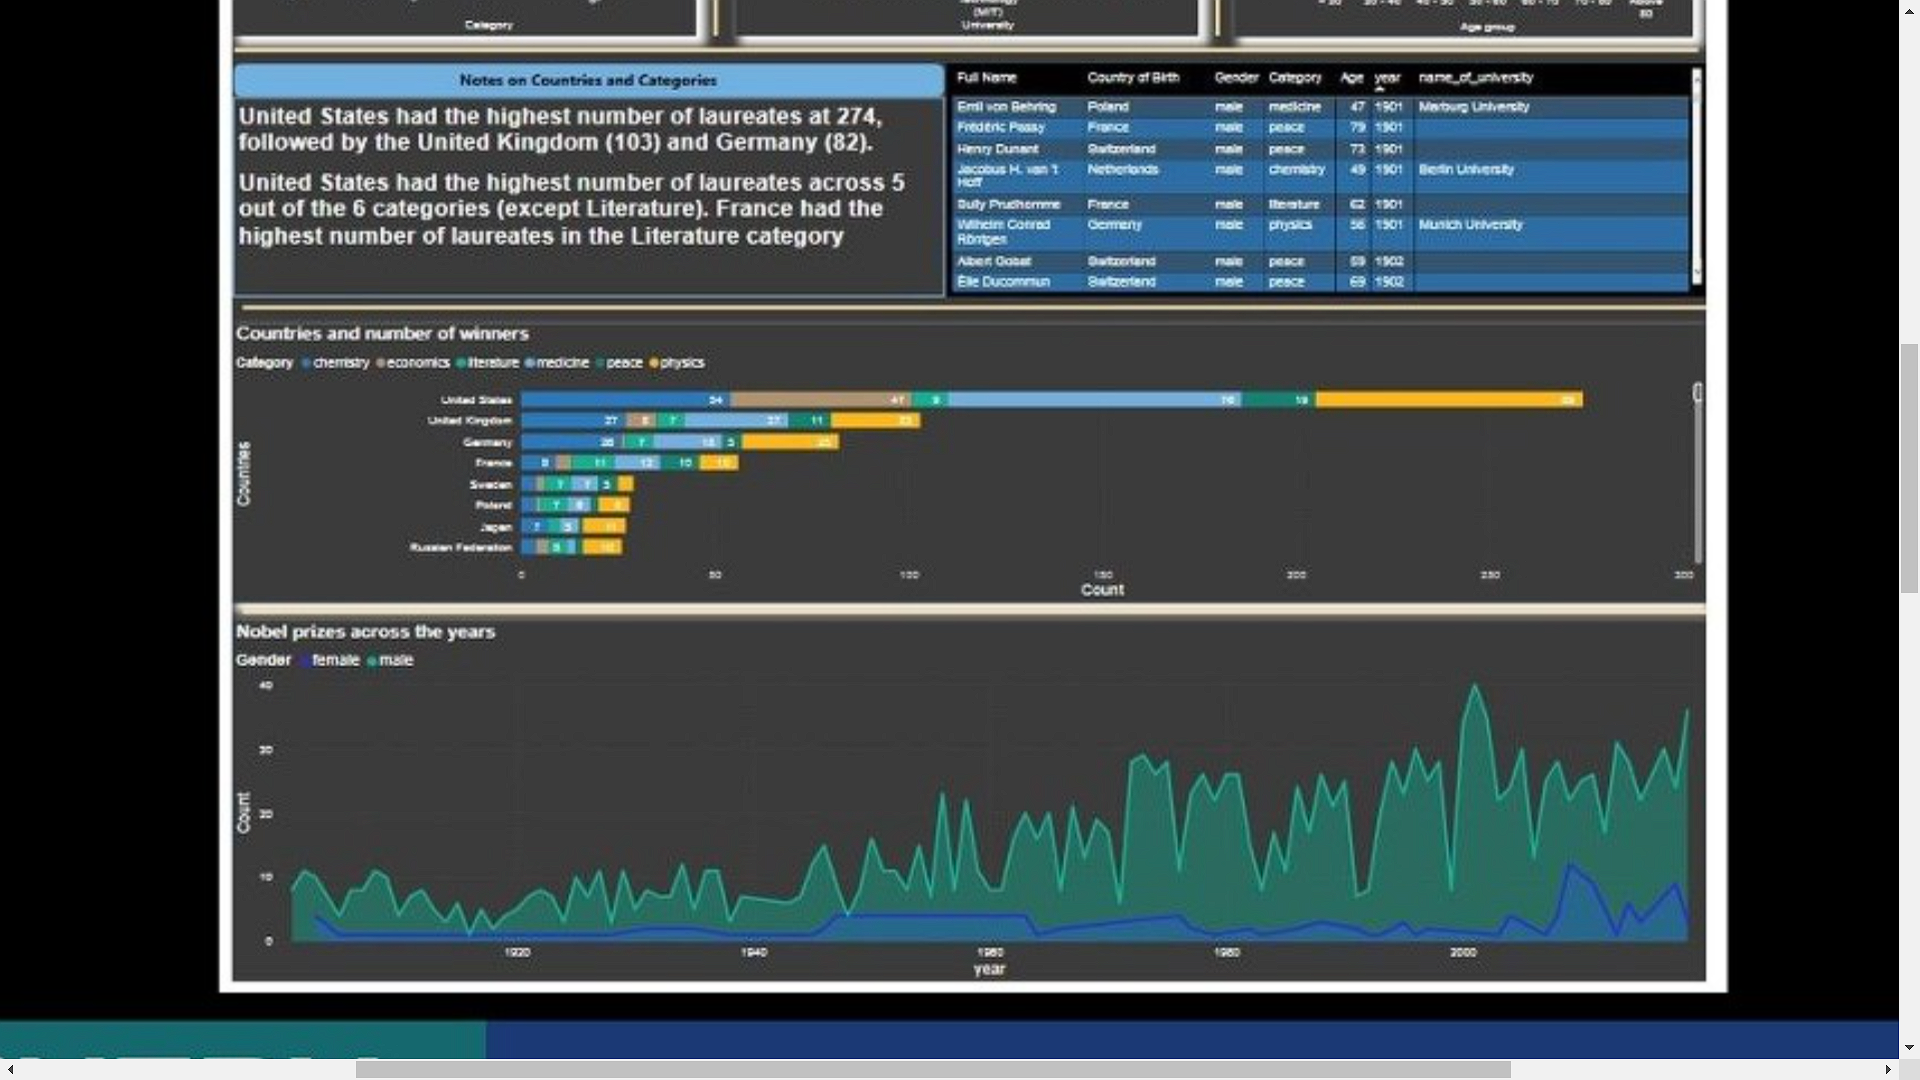 Category
(MIT)
University
Age group
80
Notes on Countries and Categories
United States had the highest number of laureates at 274,
followed by the United Kingdom (103) and Germany (82).
United States had the highest number of laureates across 5
out of the 6 categories (except Literature). France had the
highest number of laureates in the Literature category
Full Name Country of Birth Gender Category Age year name_of_university
Emil von Behring Poland male medicine 47 1901 Marburg University
Frédéric Passy France male peace 79 1901
Henry Dunant Switzerland male peace 73 1901
Jacobus H. van 't Netherlands male chemistry 49 1901 Berlin University
Hoff
Sully Prudhomme France male literature 62 1901
Wilhelm Conrad Germany male physics 56 1901 Munich University
Röntgen
Albert Gobat Switzerland male peace 59 1902
Élie Ducommun Switzerland male peace 69 1902
Countries and number of winners
Category chemistry economics literature medicine peace physics
Countries
United States 54 47 9 76 19 69
United Kingdom 27 8 7 27 11 23
Germany 26 7 18 5 25
France 9 11 12 10 10
Sweden 7 7 5
Poland 7 6
Japan 7 5 11
Russian Federation 5 10
0 50 100 150 200 250 300
Count
Nobel prizes across the years
Gender female male
Count
40
30
20
10
0
1920 1940 1960 1980 2000
year